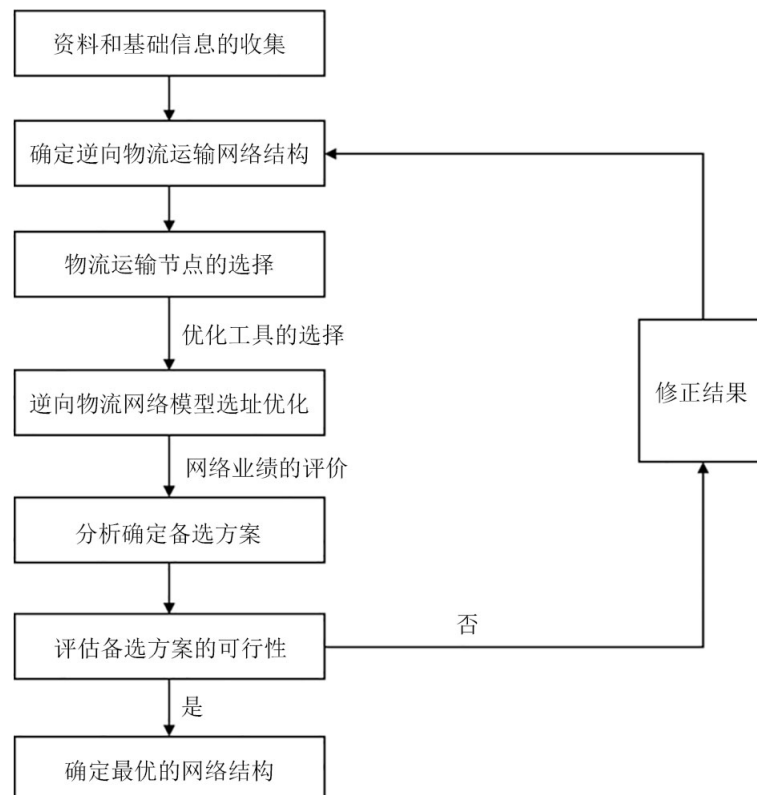 资料和基础信息的收集
确定逆向物流运输网络结构
物流运输节点的选择
优化工具的选择
逆向物流网络模型选址优化
修正结果
网络业绩的评价
分析确定备选方案
否
评估备选方案的可行性
是
确定最优的网络结构